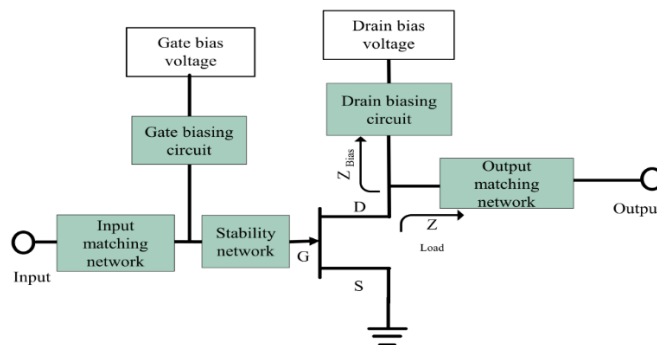 Gate bias
voltage
Drain bias
voltage
Gate biasing
circuit
Drain biasing
circuit
Z Bias
Input
matching
network
Stability
network
Output
matching
network
D
G
S
Z
Load
Input
Output